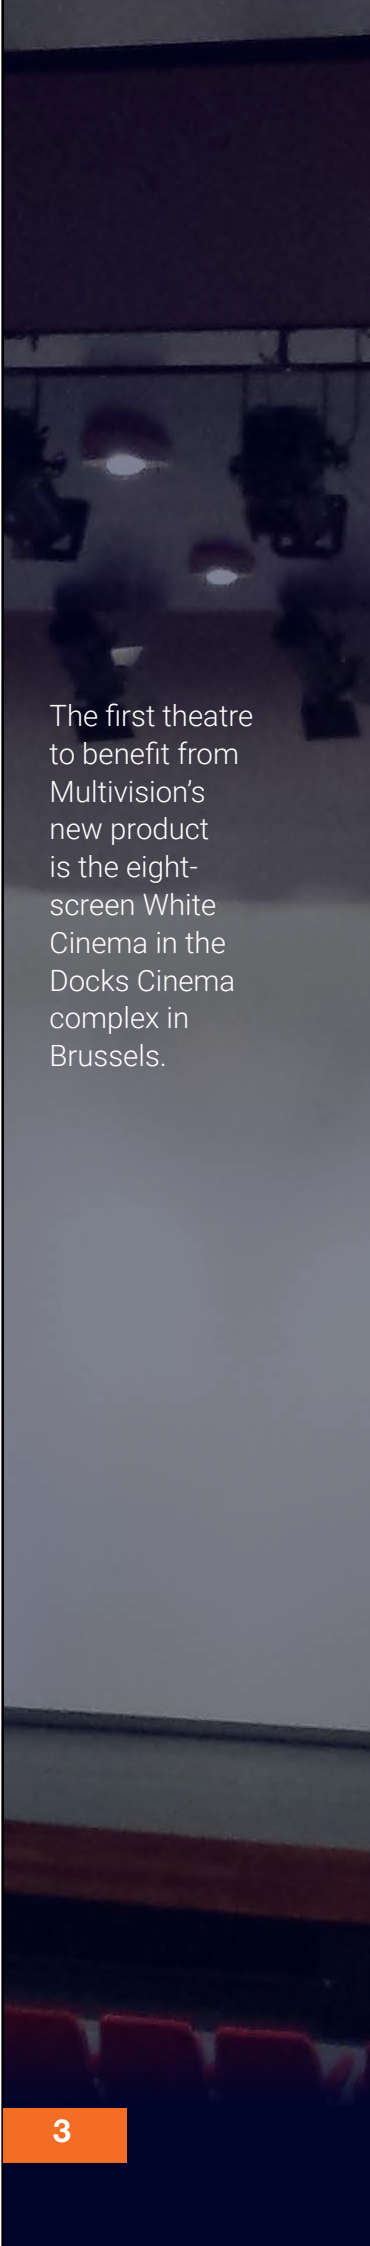 The first theatre
to benefit from
Multivision’s
new product
is the eight-
screen White
Cinema in the
Docks Cinema
complex in
Brussels.
3